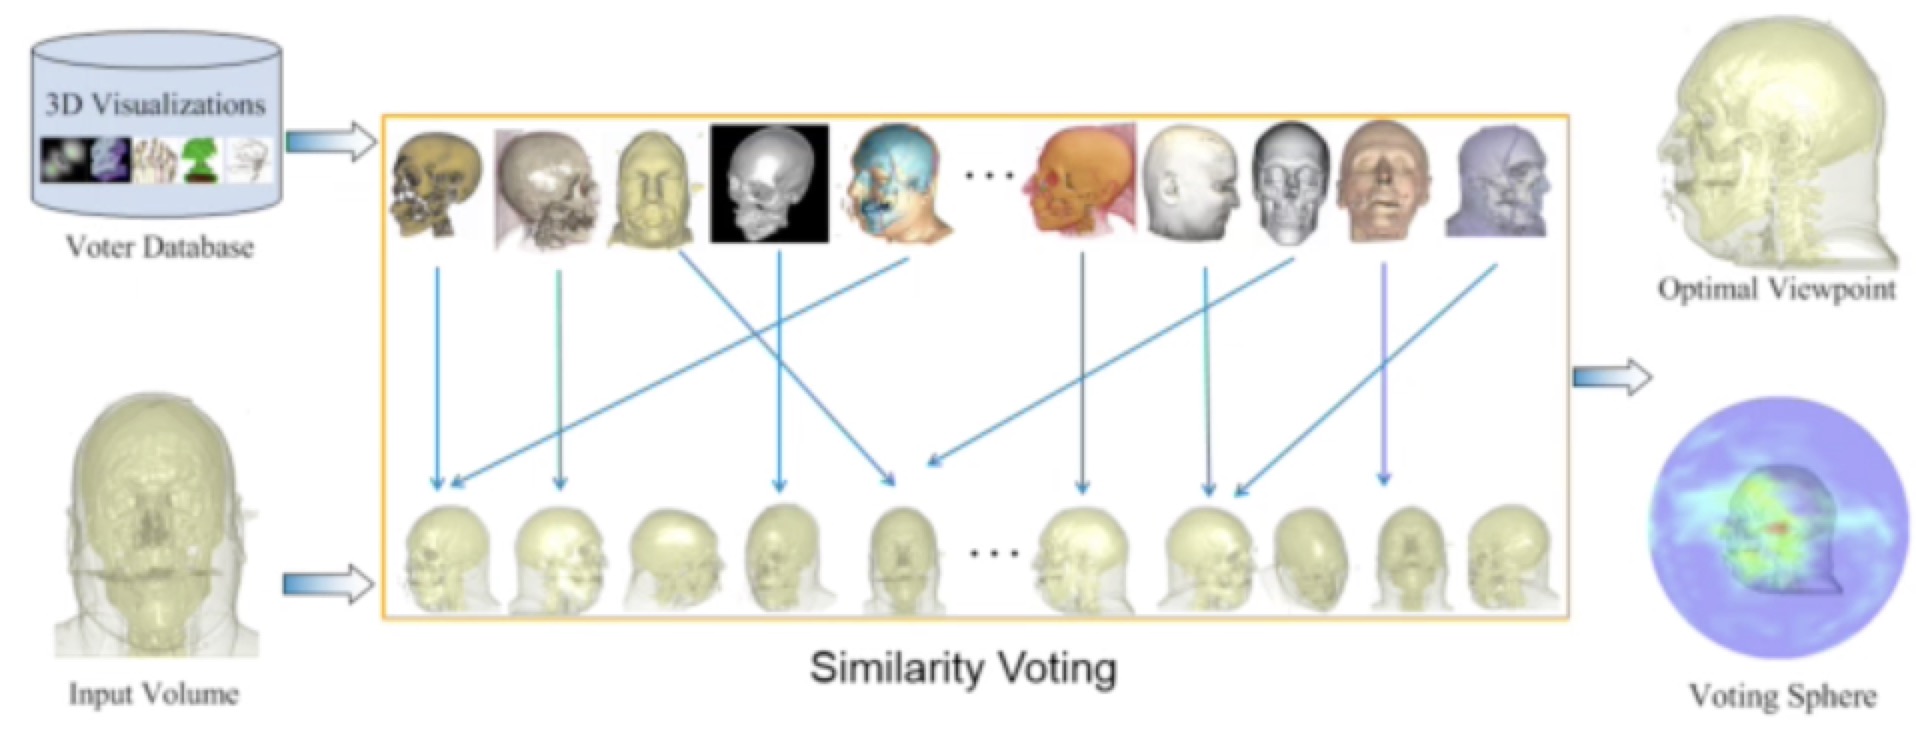 3D Visualizations
Voter Database
Input Volume
...
...
Similarity Voting
Optimal Viewpoint
Voting Sphere